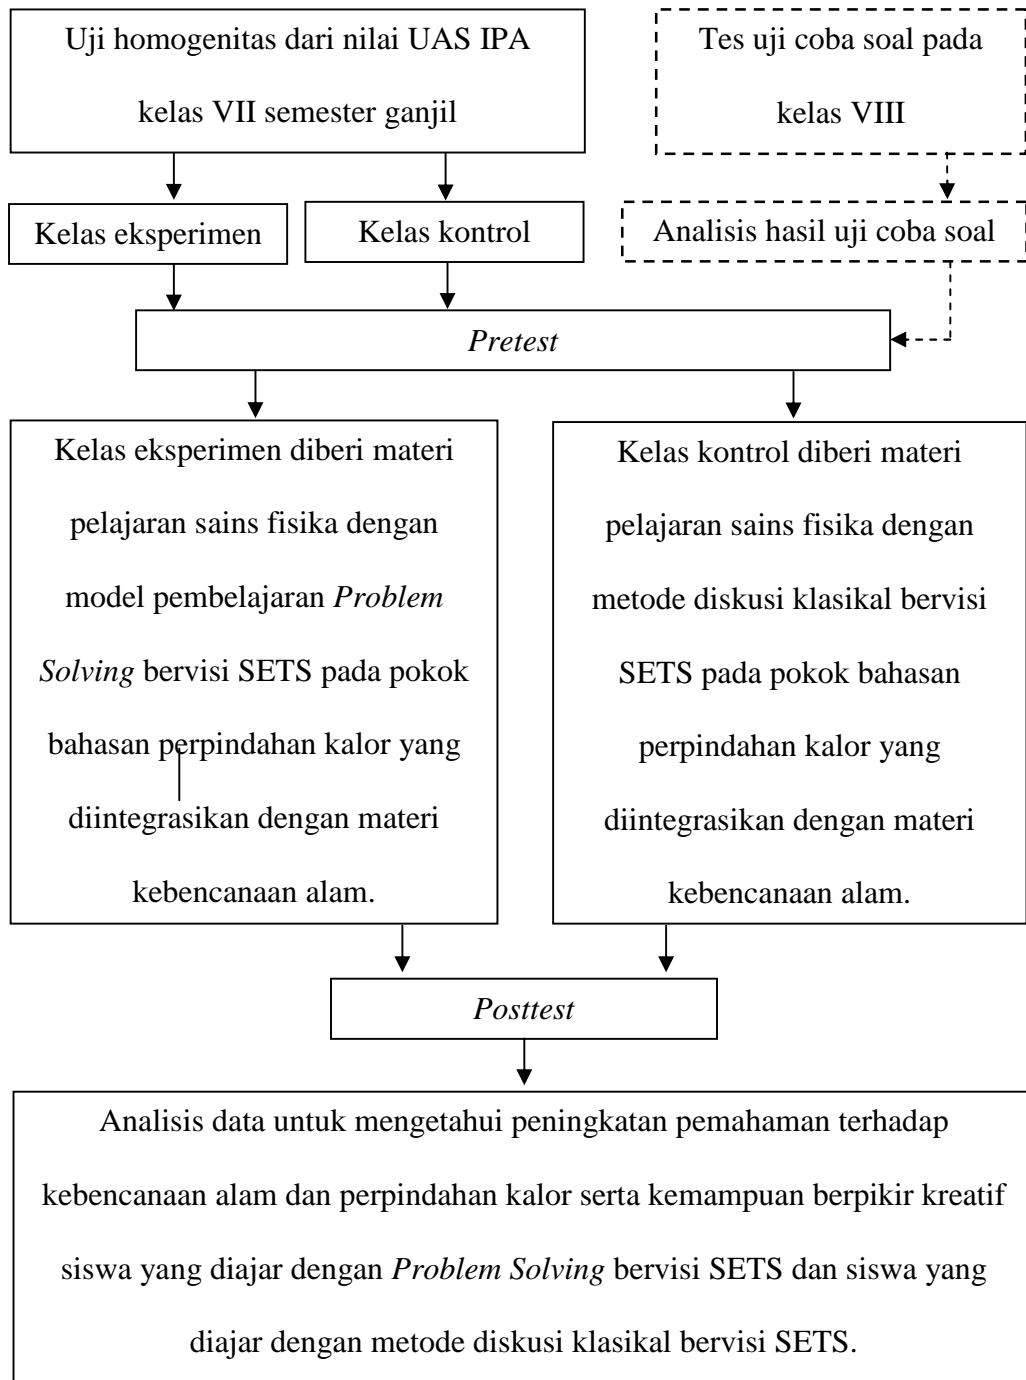 Uji homogenitas dari nilai UAS IPA
kelas VII semester ganjil
Tes uji coba soal pada
kelas VIII
Kelas eksperimen
Kelas kontrol
Analisis hasil uji coba soal
Pretest
Kelas eksperimen diberi materi
pelajaran sains fisika dengan
model pembelajaran Problem
Solving bervisi SETS pada pokok
bahasan perpindahan kalor yang
diintegrasikan dengan materi
kebencanaan alam.
Kelas kontrol diberi materi
pelajaran sains fisika dengan
metode diskusi klasikal bervisi
SETS pada pokok bahasan
perpindahan kalor yang
diintegrasikan dengan materi
kebencanaan alam.
Posttest
Analisis data untuk mengetahui peningkatan pemahaman terhadap
kebencanaan alam dan perpindahan kalor serta kemampuan berpikir kreatif
siswa yang diajar dengan Problem Solving bervisi SETS dan siswa yang
diajar dengan metode diskusi klasikal bervisi SETS.